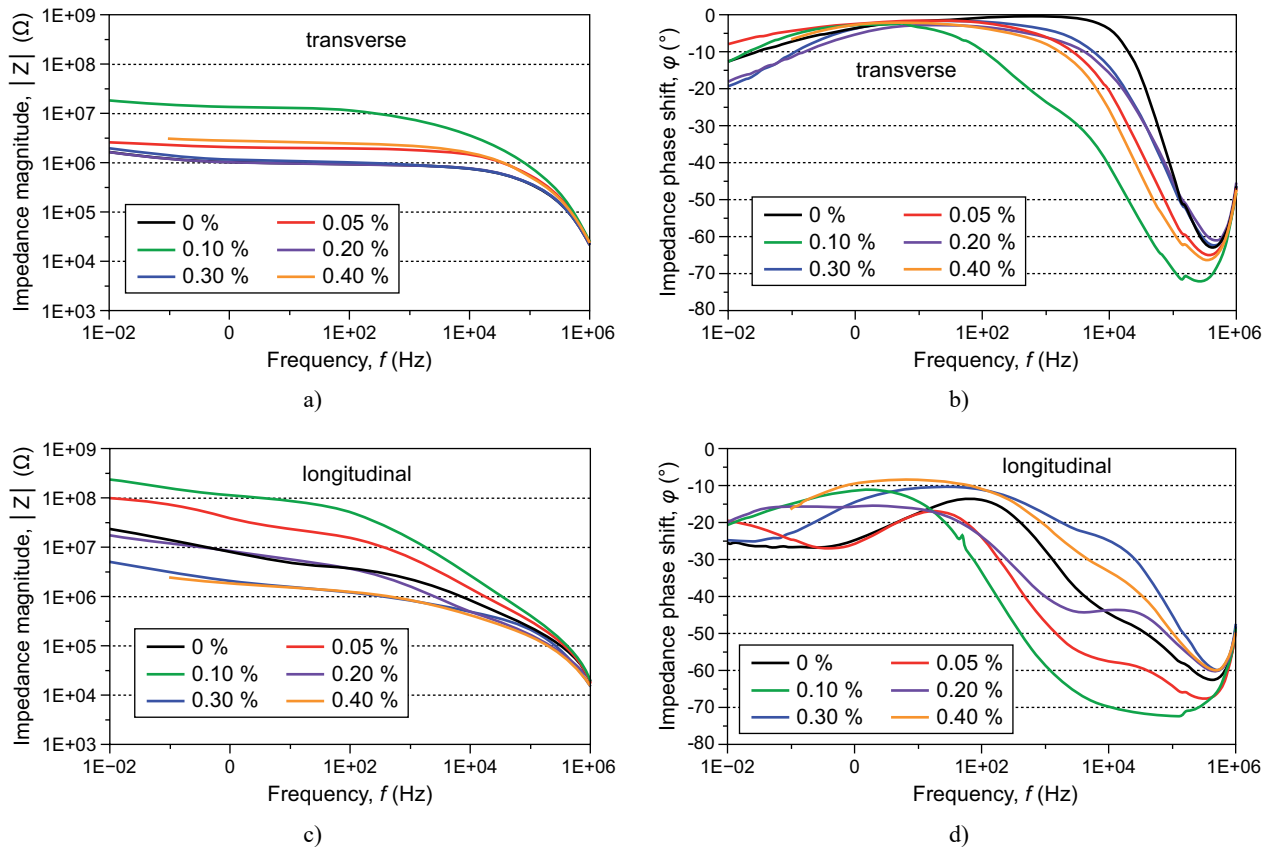 transverse
Impedance magnitude, |Z| (Ω)
1E+09
1E+08
1E+07
1E+06
1E+05
1E+04
1E+03
0 % 0.05 %
0.10 % 0.20 %
0.30 % 0.40 %
1E−02 0 1E+02 1E+04 1E+06
Frequency, f (Hz)
a)
transverse
Impedance phase shift, φ (°)
0
-10
-20
-30
-40
-50
-60
-70
-80
0 % 0.05 %
0.10 % 0.20 %
0.30 % 0.40 %
1E−02 0 1E+02 1E+04 1E+06
Frequency, f (Hz)
b)
longitudinal
Impedance magnitude, |Z| (Ω)
1E+09
1E+08
1E+07
1E+06
1E+05
1E+04
1E+03
0 % 0.05 %
0.10 % 0.20 %
0.30 % 0.40 %
1E−02 0 1E+02 1E+04 1E+06
Frequency, f (Hz)
c)
longitudinal
Impedance phase shift, φ (°)
0
-10
-20
-30
-40
-50
-60
-70
-80
0 % 0.05 %
0.10 % 0.20 %
0.30 % 0.40 %
1E−02 0 1E+02 1E+04 1E+06
Frequency, f (Hz)
d)